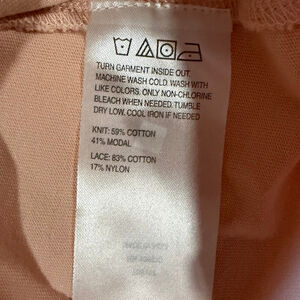 TURN GARMENT INSIDE OUT.
MACHINE WASH COLD. WASH WITH
LIKE COLORS. ONLY NON-CHLORINE
BLEACH WHEN NEEDED. TUMBLE
DRY LOW. COOL IRON IF NEEDED
KNIT: 59% COTTON
41% MODAL
LACE: 83% COTTON
17% NYLON